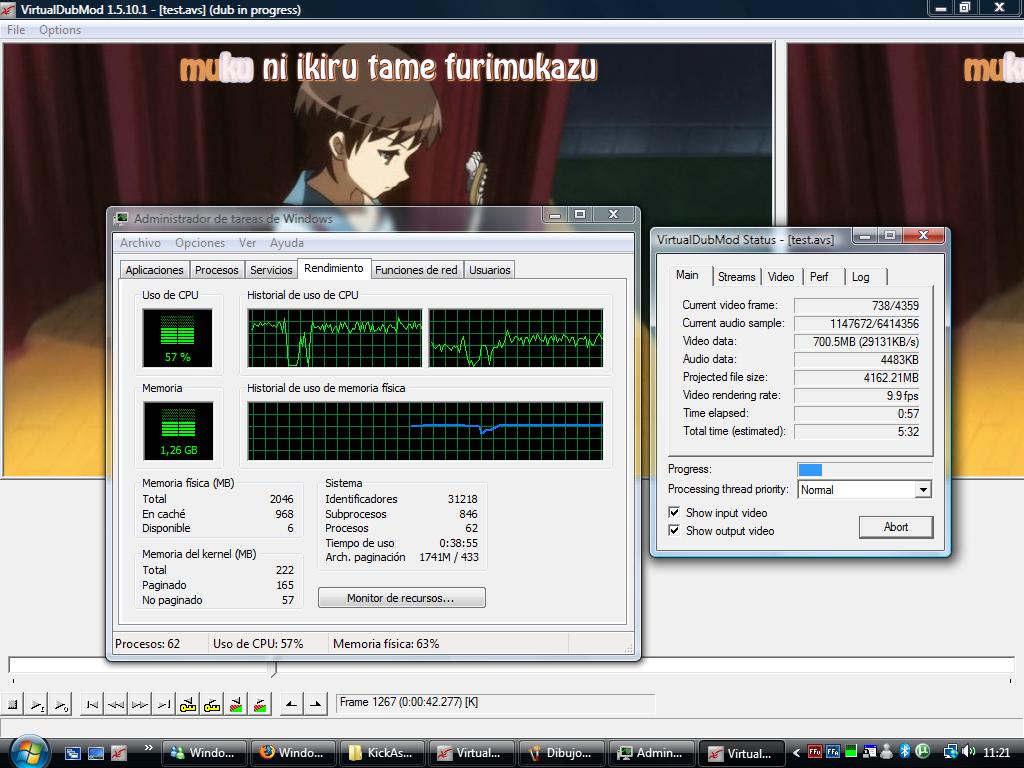 VirtualDubMod 1.5.10.1 - [test.avs] (dub in progress)
File Options
muku ni ikiru tame furimukazu
muku
Administrador de tareas de Windows
Archivo Opciones Ver Ayuda
Aplicaciones Procesos Servicios Rendimiento Funciones de red Usuarios
Uso de CPU
57 %
Historial de uso de CPU
Memoria
1,26 GB
Historial de uso de memoria física
Memoria física (MB)
Total 2046
En caché 968
Disponible 6
Memoria del kernel (MB)
Total 222
Paginado 165
No paginado 57
Sistema
Identificadores 31218
Subprocesos 846
Procesos 62
Tiempo de uso 0:38:55
Arch. paginación 1741M / 433
Monitor de recursos...
Procesos: 62 Uso de CPU: 57% Memoria física: 63%
VirtualDubMod Status - [test.avs]
Main Streams Video Perf Log
Current video frame: 738/4359
Current audio sample: 1147672/6414356
Video data: 700.5MB (29131KB/s)
Audio data: 4483KB
Projected file size: 4162.21MB
Video rendering rate: 9.9 fps
Time elapsed: 0:57
Total time (estimated): 5:32
Progress:
Processing thread priority: Normal
Show input video
Show output video
Abort
Frame 1267 (0:00:42.277) [K]
Windo... Windo... KickAs... Virtual... Dibujo... Admin... Virtual... 11:21